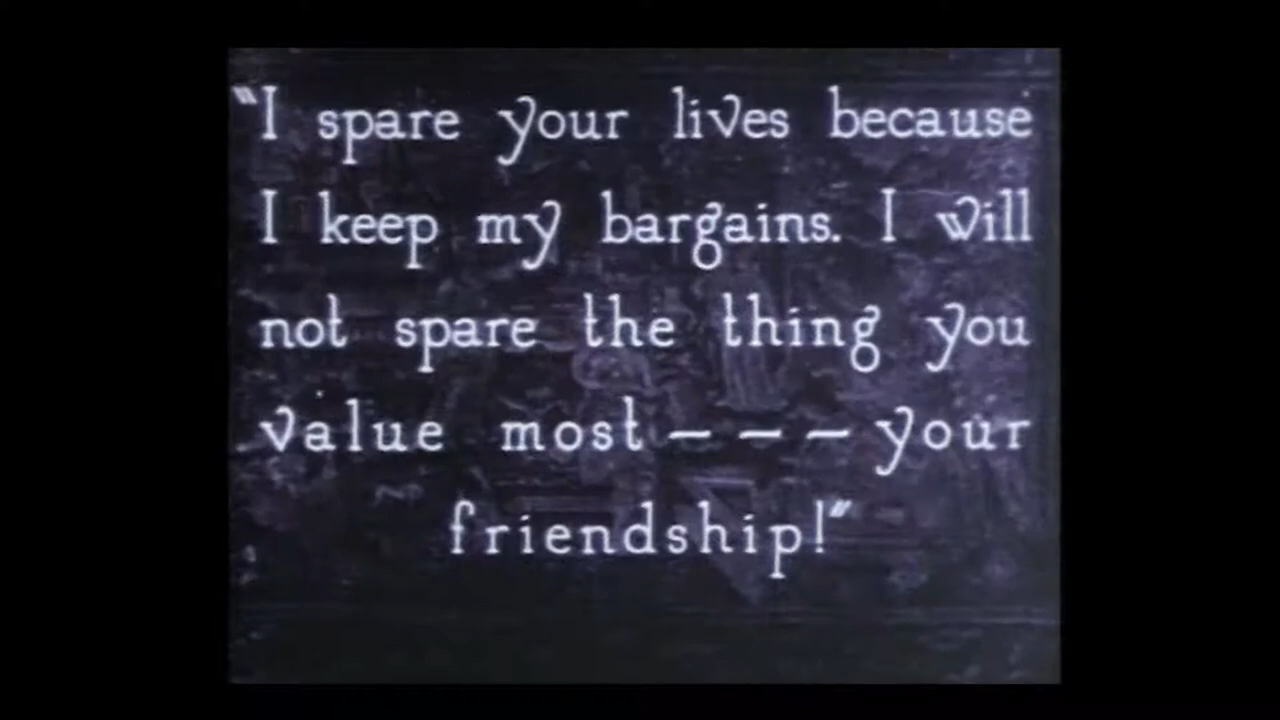 "I spare your lives because
I keep my bargains. I will
not spare the thing you
value most – – – your
friendship!"